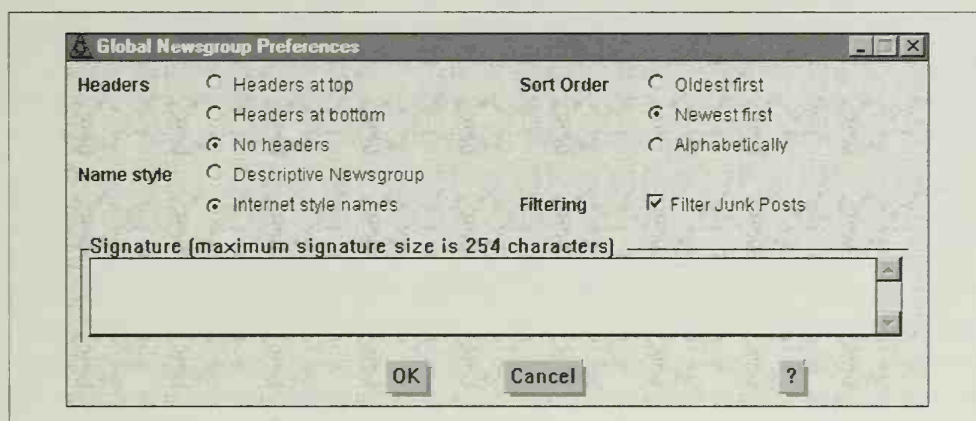 Global Newsgroup Preferences
Headers
Headers at top
Headers at bottom
No headers
Sort Order
Oldest first
Newest first
Alphabetically
Name style
Descriptive Newsgroup
Internet style names
Filtering
Filter Junk Posts
Signature (maximum signature size is 254 characters)
OK
Cancel
?